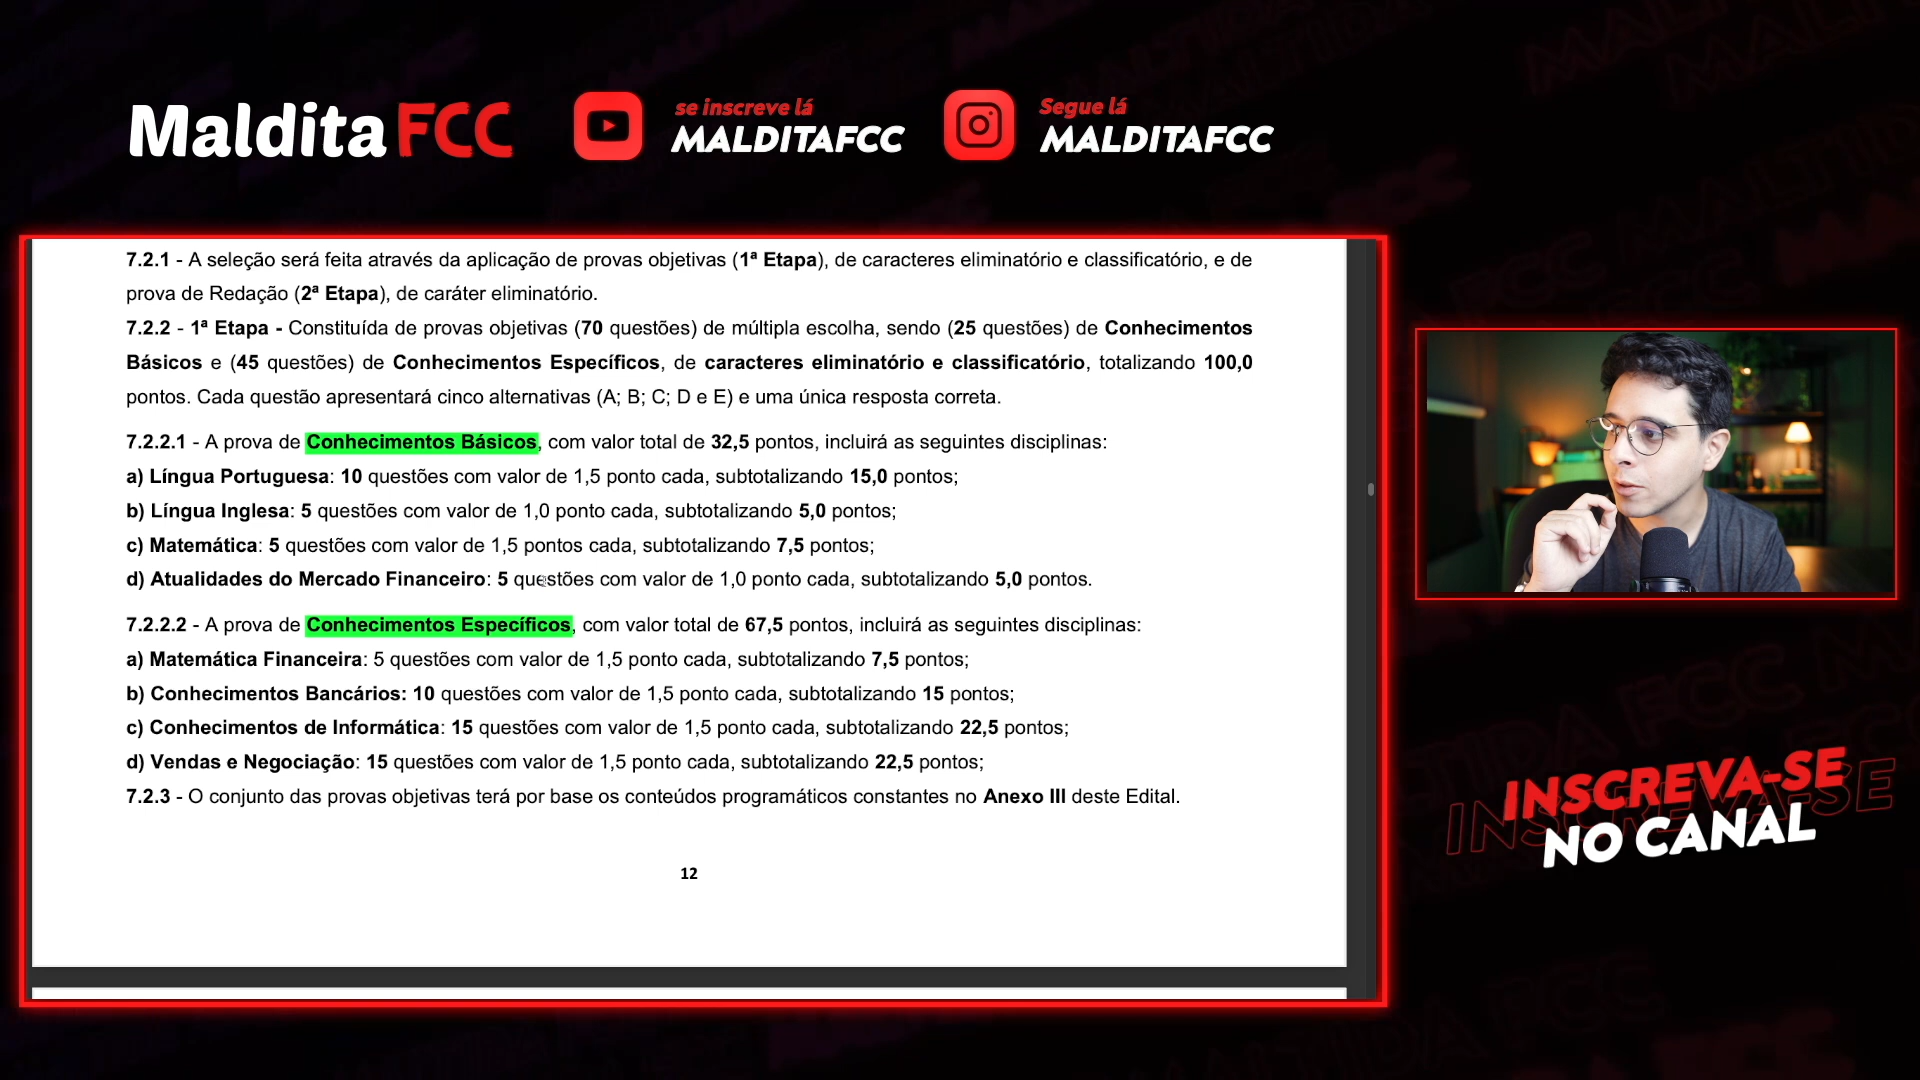 MalditaFCC
se inscreve lá
MALDITAFCC
Segue lá
MALDITAFCC
7.2.1 - A seleção será feita através da aplicação de provas objetivas (1ª Etapa), de caracteres eliminatório e classificatório, e de
prova de Redação (2ª Etapa), de caráter eliminatório.
7.2.2 - 1ª Etapa - Constituída de provas objetivas (70 questões) de múltipla escolha, sendo (25 questões) de Conhecimentos
Básicos e (45 questões) de Conhecimentos Específicos, de caracteres eliminatório e classificatório, totalizando 100,0
pontos. Cada questão apresentará cinco alternativas (A; B; C; D e E) e uma única resposta correta.
7.2.2.1 - A prova de Conhecimentos Básicos, com valor total de 32,5 pontos, incluirá as seguintes disciplinas:
a) Língua Portuguesa: 10 questões com valor de 1,5 ponto cada, subtotalizando 15,0 pontos;
b) Língua Inglesa: 5 questões com valor de 1,0 ponto cada, subtotalizando 5,0 pontos;
c) Matemática: 5 questões com valor de 1,5 pontos cada, subtotalizando 7,5 pontos;
d) Atualidades do Mercado Financeiro: 5 questões com valor de 1,0 ponto cada, subtotalizando 5,0 pontos.
7.2.2.2 - A prova de Conhecimentos Específicos, com valor total de 67,5 pontos, incluirá as seguintes disciplinas:
a) Matemática Financeira: 5 questões com valor de 1,5 ponto cada, subtotalizando 7,5 pontos;
b) Conhecimentos Bancários: 10 questões com valor de 1,5 ponto cada, subtotalizando 15 pontos;
c) Conhecimentos de Informática: 15 questões com valor de 1,5 ponto cada, subtotalizando 22,5 pontos;
d) Vendas e Negociação: 15 questões com valor de 1,5 ponto cada, subtotalizando 22,5 pontos;
7.2.3 - O conjunto das provas objetivas terá por base os conteúdos programáticos constantes no Anexo III deste Edital.
12
INSCREVA-SE
NO CANAL